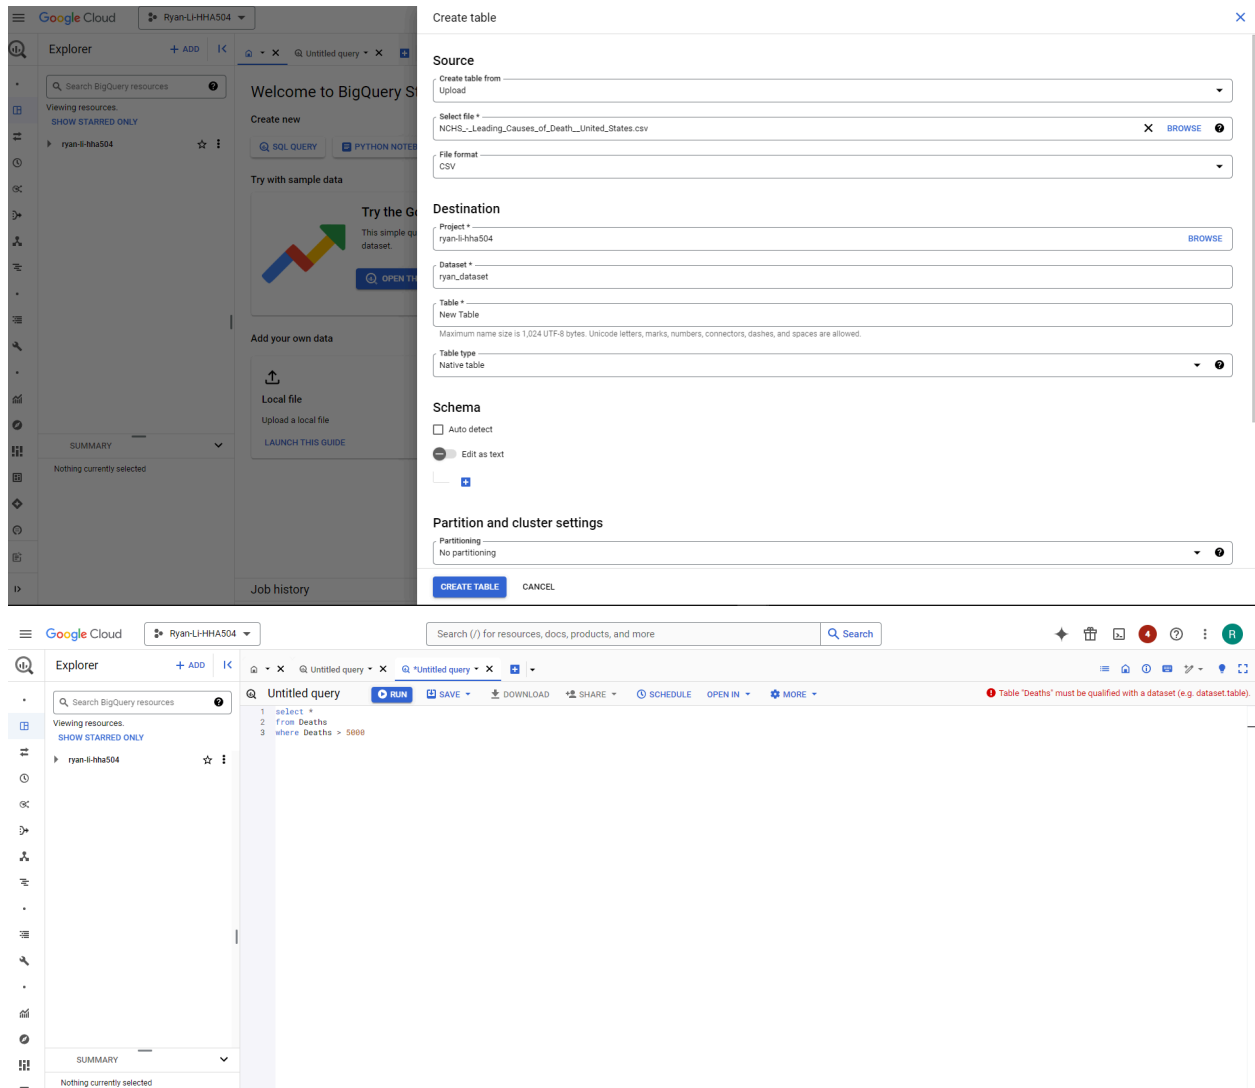 Google Cloud
Ryan-Li-HHA504
Create table
Explorer
+ ADD
Untitled query
Search BigQuery resources
Viewing resources.
SHOW STARRED ONLY
ryan-li-hha504
SUMMARY
Nothing currently selected
Welcome to BigQuery St
Create new
SQL QUERY
PYTHON NOTEB
Try with sample data
Try the Go
This simple qu
dataset.
OPEN TH
Add your own data
Local file
Upload a local file
LAUNCH THIS GUIDE
Job history
Source
Create table from
Upload
Select file *
NCHS_-_Leading_Causes_of_Death__United_States.csv
BROWSE
File format
CSV
Destination
Project *
ryan-li-hha504
BROWSE
Dataset *
ryan_dataset
Table *
New Table
Maximum name size is 1,024 UTF-8 bytes. Unicode letters, marks, numbers, connectors, dashes, and spaces are allowed.
Table type
Native table
Schema
Auto detect
Edit as text
Partition and cluster settings
Partitioning
No partitioning
CREATE TABLE
CANCEL
Google Cloud
Ryan-Li-HHA504
Search (/) for resources, docs, products, and more
Search
4
R
Explorer
+ ADD
Untitled query
*Untitled query
Search BigQuery resources
Viewing resources.
SHOW STARRED ONLY
ryan-li-hha504
SUMMARY
Nothing currently selected
Untitled query
RUN
SAVE
DOWNLOAD
SHARE
SCHEDULE
OPEN IN
MORE
Table "Deaths" must be qualified with a dataset (e.g. dataset.table).
1 select *
2 from Deaths
3 where Deaths > 5000